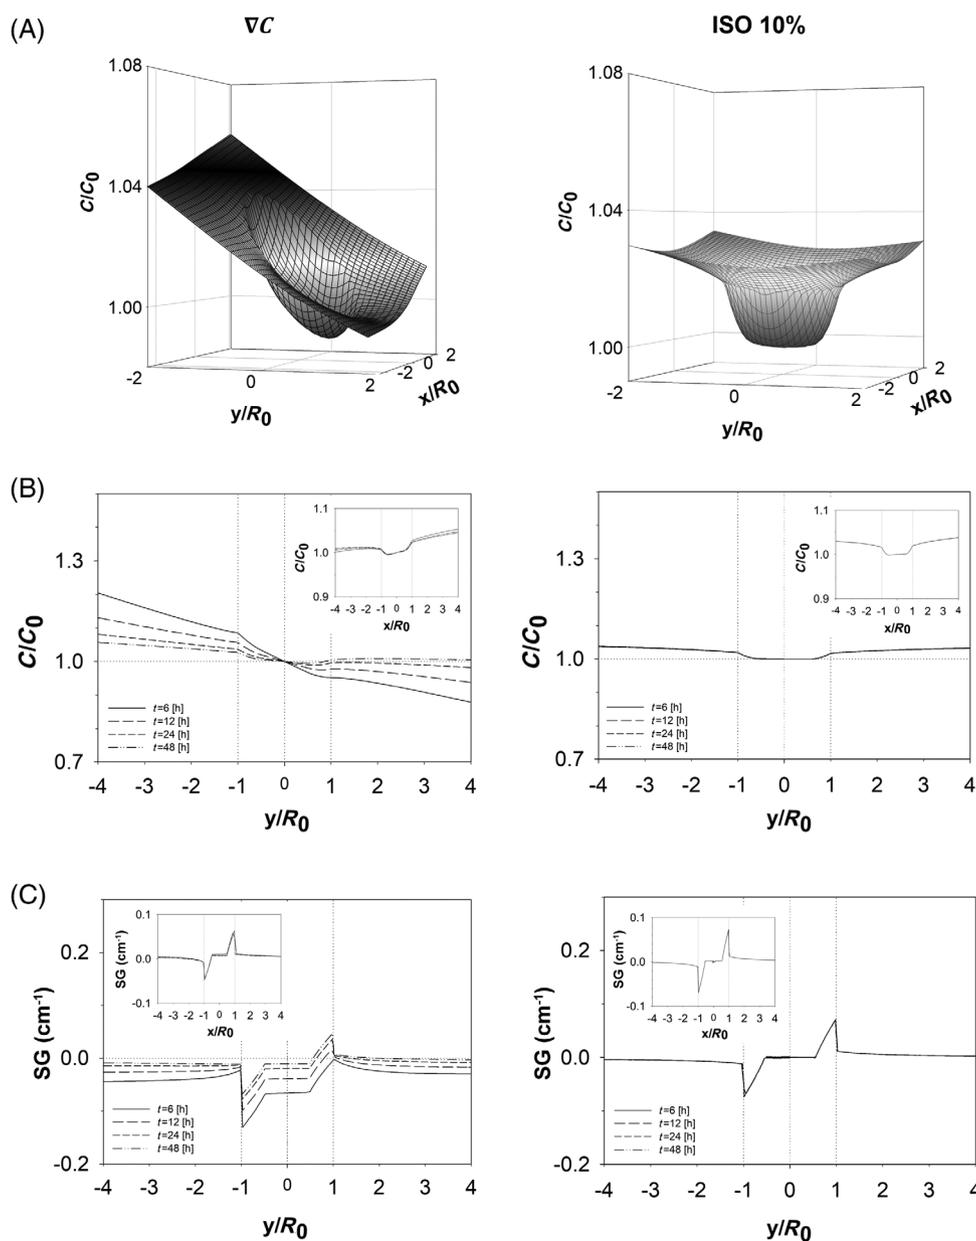 (A)
∇C
ISO 10%
1.08
1.04
1.00
C/C0
-2
0
2
y/R0
-2
0
2
x/R0
1.08
1.04
1.00
C/C0
-2
0
2
y/R0
-2
0
2
x/R0
(B)
1.3
1.0
0.7
C/C0
1.1
1.0
0.9
C/C0
-4 -3 -2 -1 0 1 2 3 4
x/R0
t=6 [h]
t=12 [h]
t=24 [h]
t=48 [h]
-4 -3 -2 -1 0 1 2 3 4
y/R0
1.3
1.0
0.7
C/C0
1.1
1.0
0.9
C/C0
-4 -3 -2 -1 0 1 2 3 4
x/R0
t=6 [h]
t=12 [h]
t=24 [h]
t=48 [h]
-4 -3 -2 -1 0 1 2 3 4
y/R0
(C)
0.2
0.0
-0.2
SG (cm-1)
0.1
0.0
-0.1
SG (cm-1)
-4 -3 -2 -1 0 1 2 3 4
x/R0
t=6 [h]
t=12 [h]
t=24 [h]
t=48 [h]
-4 -3 -2 -1 0 1 2 3 4
y/R0
0.2
0.0
-0.2
SG (cm-1)
0.1
0.0
-0.1
SG (cm-1)
-4 -3 -2 -1 0 1 2 3 4
x/R0
t=6 [h]
t=12 [h]
t=24 [h]
t=48 [h]
-4 -3 -2 -1 0 1 2 3 4
y/R0